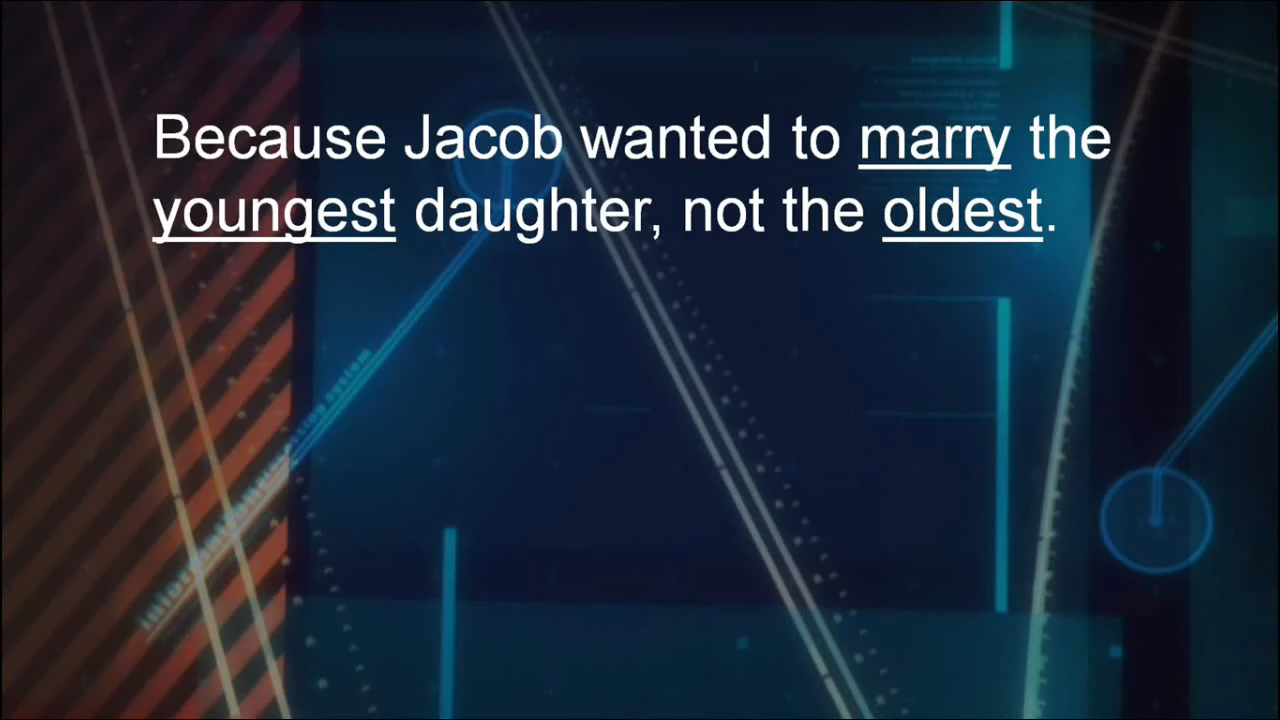 Because Jacob wanted to marry the
youngest daughter, not the oldest.